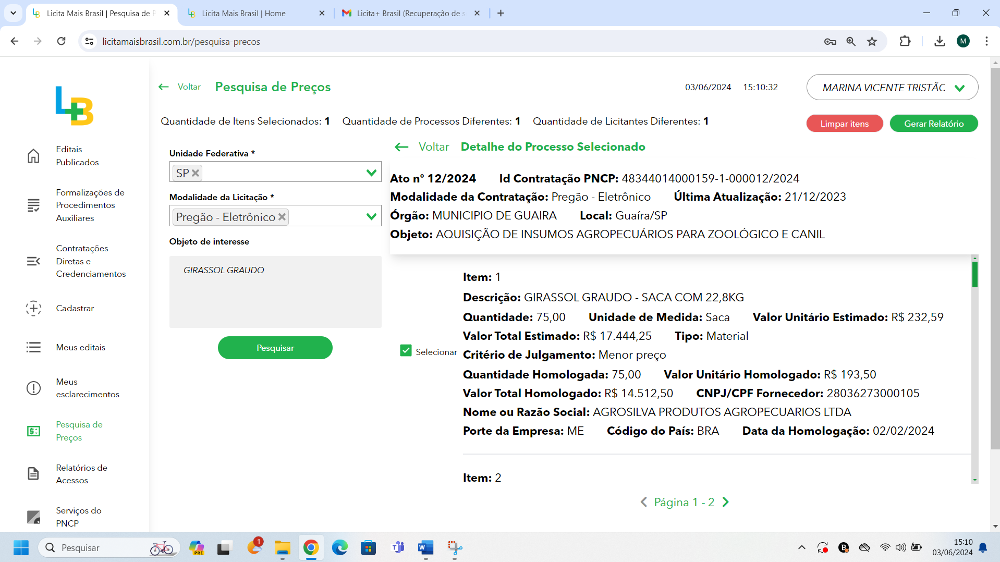 Licita Mais Brasil | Pesquisa de P
Licita Mais Brasil | Home
Licita+ Brasil (Recuperação de s
licitamaisbrasil.com.br/pesquisa-precos
M
Voltar
Pesquisa de Preços
03/06/2024 15:10:32
MARINA VICENTE TRISTÃO
Quantidade de Itens Selecionados: 1 Quantidade de Processos Diferentes: 1 Quantidade de Licitantes Diferentes: 1
Limpar itens
Gerar Relatório
Editais
Publicados
Formalizações de
Procedimentos
Auxiliares
Contratações
Diretas e
Credenciamentos
Cadastrar
Meus editais
Meus
esclarecimentos
Pesquisa de
Preços
Relatórios de
Acessos
Serviços do
PNCP
Unidade Federativa *
SP
Modalidade da Licitação *
Pregão - Eletrônico
Objeto de interesse
GIRASSOL GRAUDO
Pesquisar
Voltar Detalhe do Processo Selecionado
Ato n° 12/2024 Id Contratação PNCP: 48344014000159-1-000012/2024
Modalidade da Contratação: Pregão - Eletrônico Última Atualização: 21/12/2023
Órgão: MUNICIPIO DE GUAIRA Local: Guaíra/SP
Objeto: AQUISIÇÃO DE INSUMOS AGROPECUÁRIOS PARA ZOOLÓGICO E CANIL
Selecionar
Item: 1
Descrição: GIRASSOL GRAUDO - SACA COM 22,8KG
Quantidade: 75,00 Unidade de Medida: Saca Valor Unitário Estimado: R$ 232,59
Valor Total Estimado: R$ 17.444,25 Tipo: Material
Critério de Julgamento: Menor preço
Quantidade Homologada: 75,00 Valor Unitário Homologado: R$ 193,50
Valor Total Homologado: R$ 14.512,50 CNPJ/CPF Fornecedor: 28036273000105
Nome ou Razão Social: AGROSILVA PRODUTOS AGROPECUARIOS LTDA
Porte da Empresa: ME Código do País: BRA Data da Homologação: 02/02/2024
Item: 2
Página 1 - 2
Pesquisar
PRE
1
15:10
03/06/2024